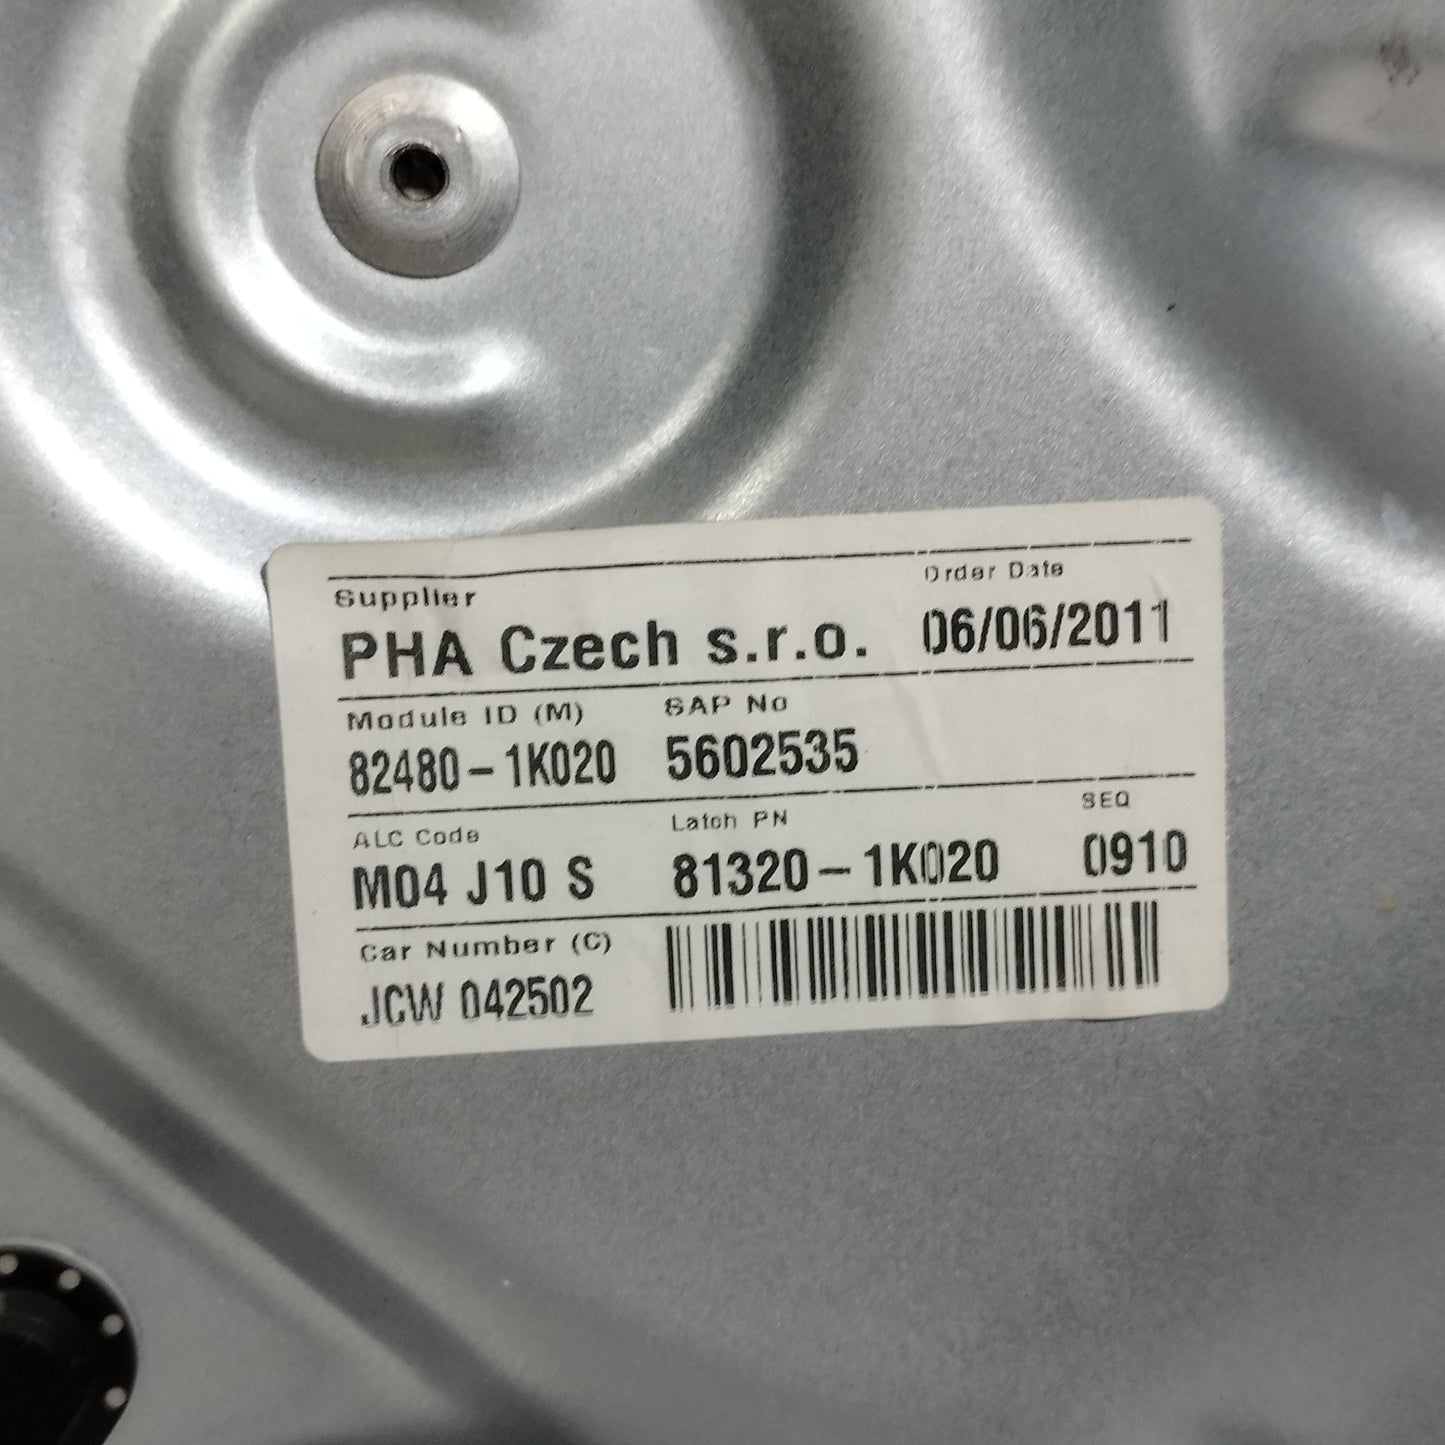 Supplier Order Date
PHA Czech s.r.o. 06/06/2011
Module ID (M) SAP No
82480-1K020 5602535
ALC Code Latch PN SEQ
M04 J10 S 81320-1K020 0910
Car Number (C)
JCW 042502